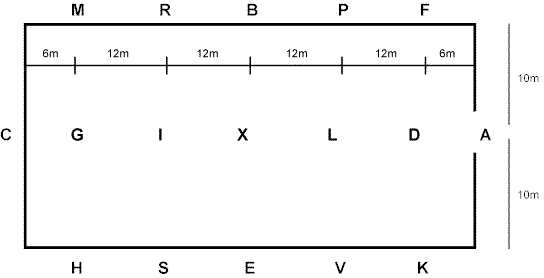 M R B P F
6m 12m 12m 12m 12m 6m
10m
C G I X L D A
10m
H S E V K